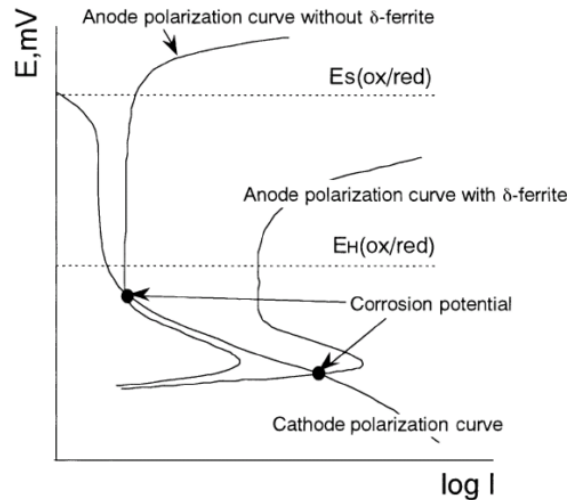 Anode polarization curve without δ-ferrite
E,mV
Es(ox/red)
Anode polarization curve with δ-ferrite
EH(ox/red)
Corrosion potential
Cathode polarization curve
log I